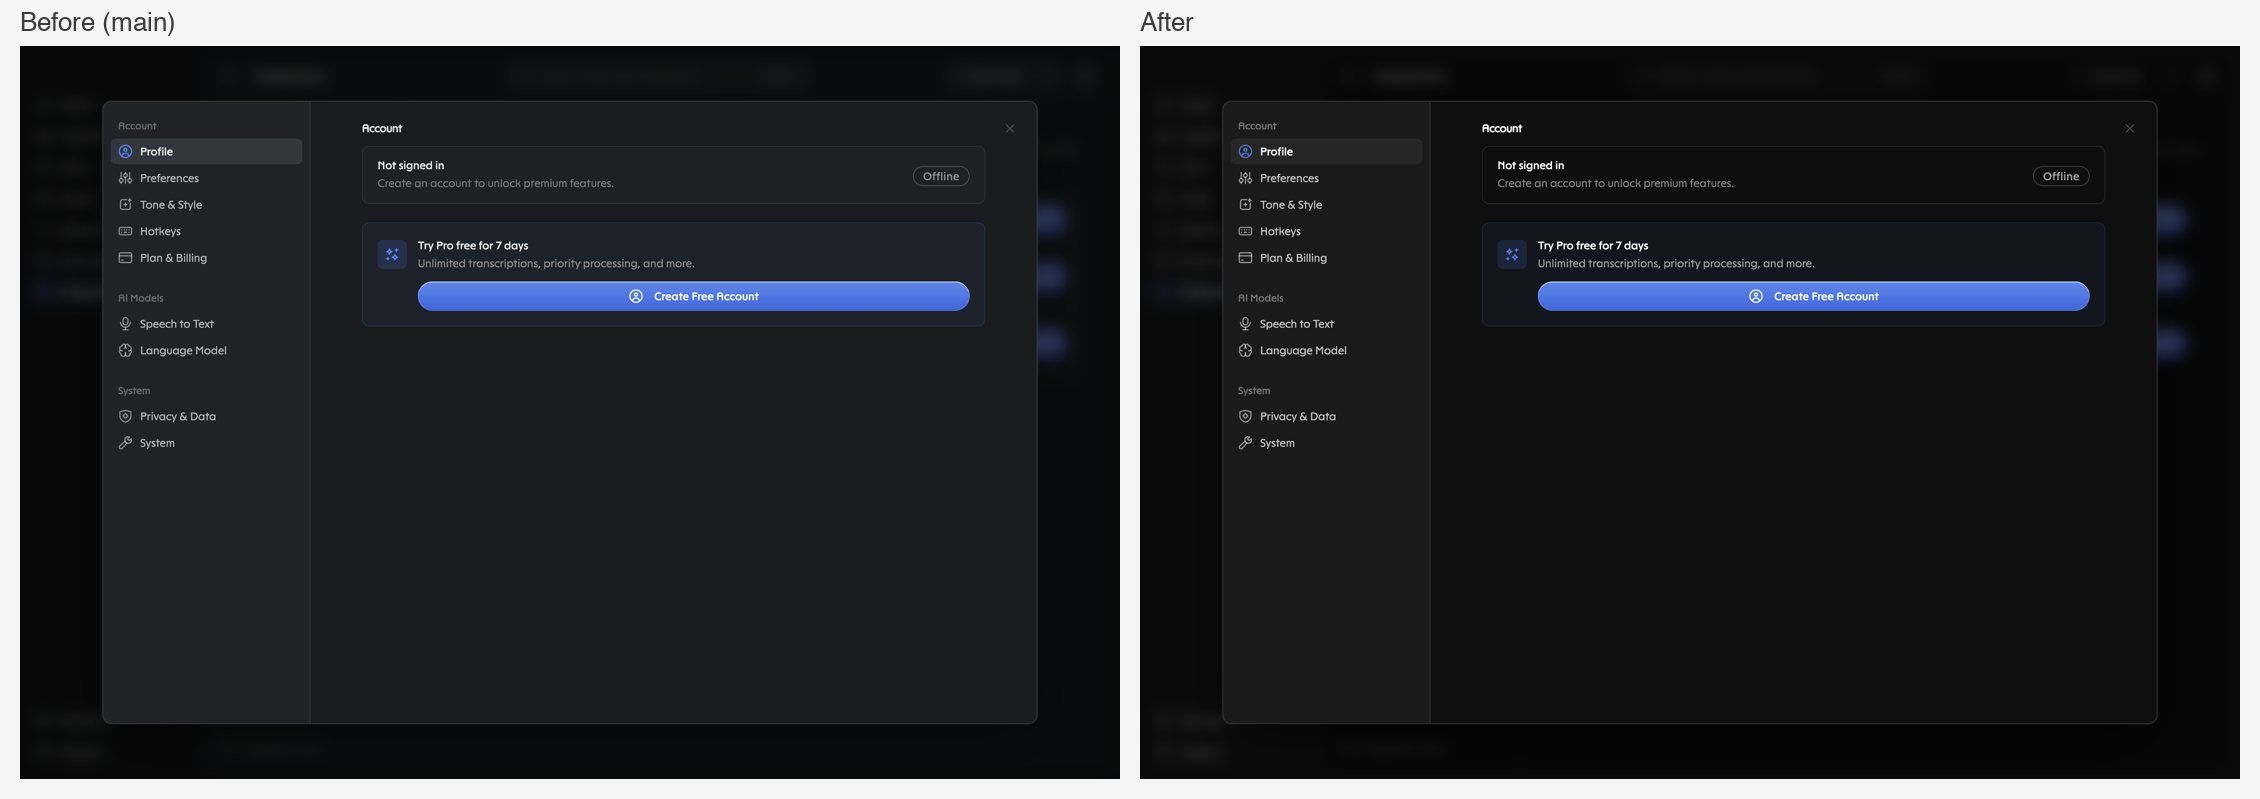 Before (main)
Account
Profile
Preferences
Tone & Style
Hotkeys
Plan & Billing
AI Models
Speech to Text
Language Model
System
Privacy & Data
System
Account
Not signed in
Create an account to unlock premium features.
Offline
Try Pro free for 7 days
Unlimited transcriptions, priority processing, and more.
Create Free Account
After
Account
Profile
Preferences
Tone & Style
Hotkeys
Plan & Billing
AI Models
Speech to Text
Language Model
System
Privacy & Data
System
Account
Not signed in
Create an account to unlock premium features.
Offline
Try Pro free for 7 days
Unlimited transcriptions, priority processing, and more.
Create Free Account